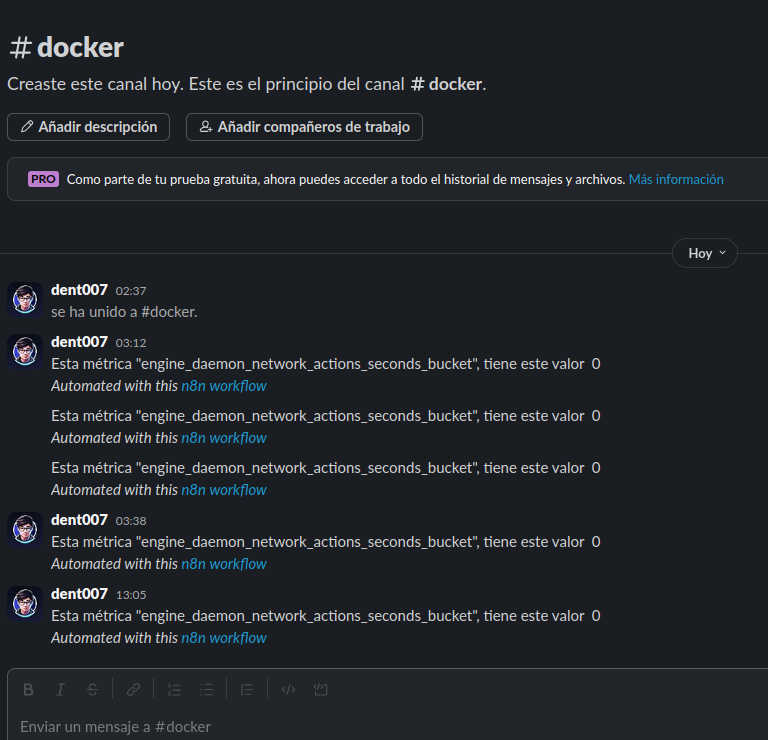 # docker
Creaste este canal hoy. Este es el principio del canal # docker.
Añadir descripción
Añadir compañeros de trabajo
PRO Como parte de tu prueba gratuita, ahora puedes acceder a todo el historial de mensajes y archivos. Más información
Hoy
dent007 02:37
se ha unido a #docker.
dent007 03:12
Esta métrica "engine_daemon_network_actions_seconds_bucket", tiene este valor 0
Automated with this n8n workflow
Esta métrica "engine_daemon_network_actions_seconds_bucket", tiene este valor 0
Automated with this n8n workflow
Esta métrica "engine_daemon_network_actions_seconds_bucket", tiene este valor 0
Automated with this n8n workflow
dent007 03:38
Esta métrica "engine_daemon_network_actions_seconds_bucket", tiene este valor 0
Automated with this n8n workflow
dent007 13:05
Esta métrica "engine_daemon_network_actions_seconds_bucket", tiene este valor 0
Automated with this n8n workflow
B I S
Enviar un mensaje a #docker